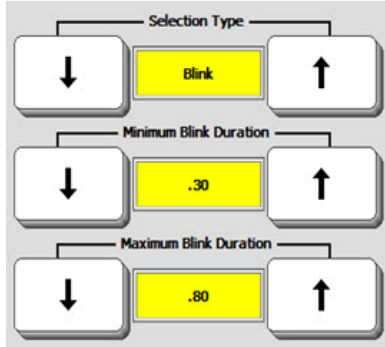 Selection Type
Blink
Minimum Blink Duration
.30
Maximum Blink Duration
.80